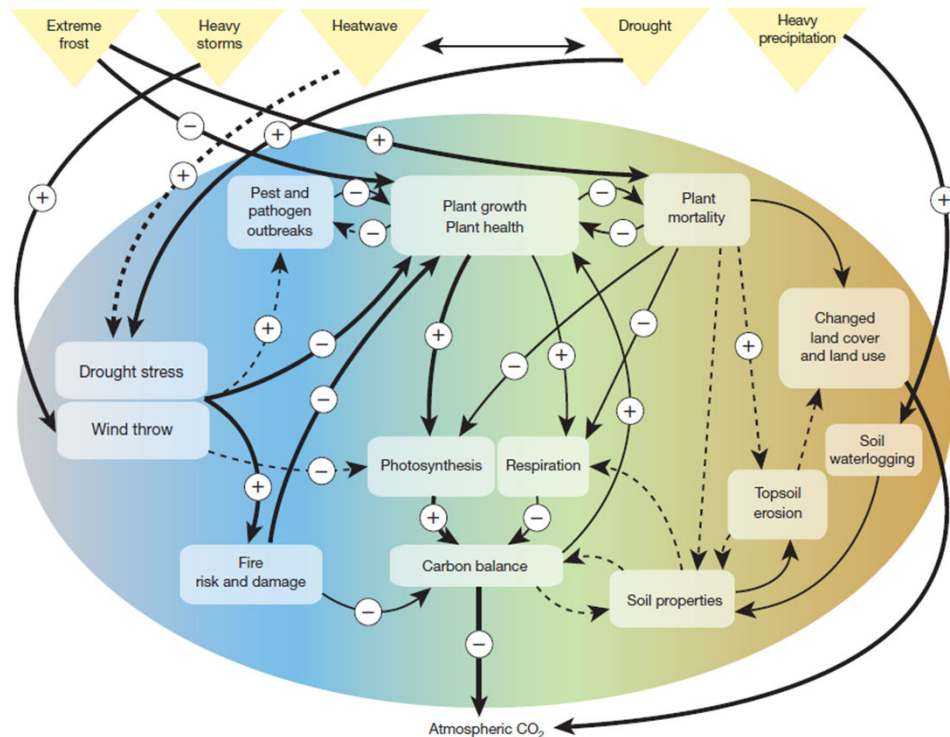 Extreme
frost
Heavy
storms
Heatwave
Drought
Heavy
precipitation
−
+
+
+
+
+
Pest and
pathogen
outbreaks
−
−
Plant growth
Plant health
−
−
Plant
mortality
Changed
land cover
and land use
+
−
+
+
−
−
+
Drought stress
Wind throw
−
+
+
−
Photosynthesis
Respiration
Soil
waterlogging
Topsoil
erosion
+
−
Fire
risk and damage
Carbon balance
Soil properties
−
−
Atmospheric CO₂